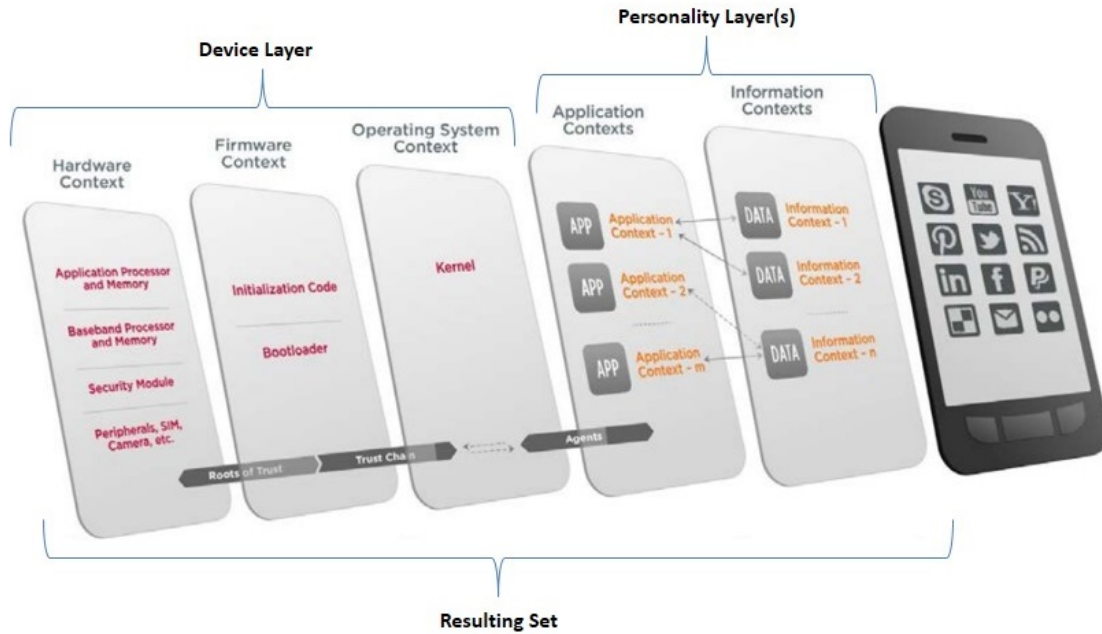 Personality Layer(s)
Device Layer
Hardware
Context
Application Processor
and Memory
Baseband Processor
and Memory
Security Module
Peripherals, SIM,
Camera, etc.
Firmware
Context
Initialization Code
Bootloader
Operating System
Context
Kernel
Roots of Trust
Trust Chain
Application
Contexts
APP
Application
Context - 1
APP
Application
Context - 2
APP
Application
Context - m
Agents
Information
Contexts
DATA
Information
Context - 1
DATA
Information
Context - 2
DATA
Information
Context - n
You
Tube
Y!
in
f
Resulting Set